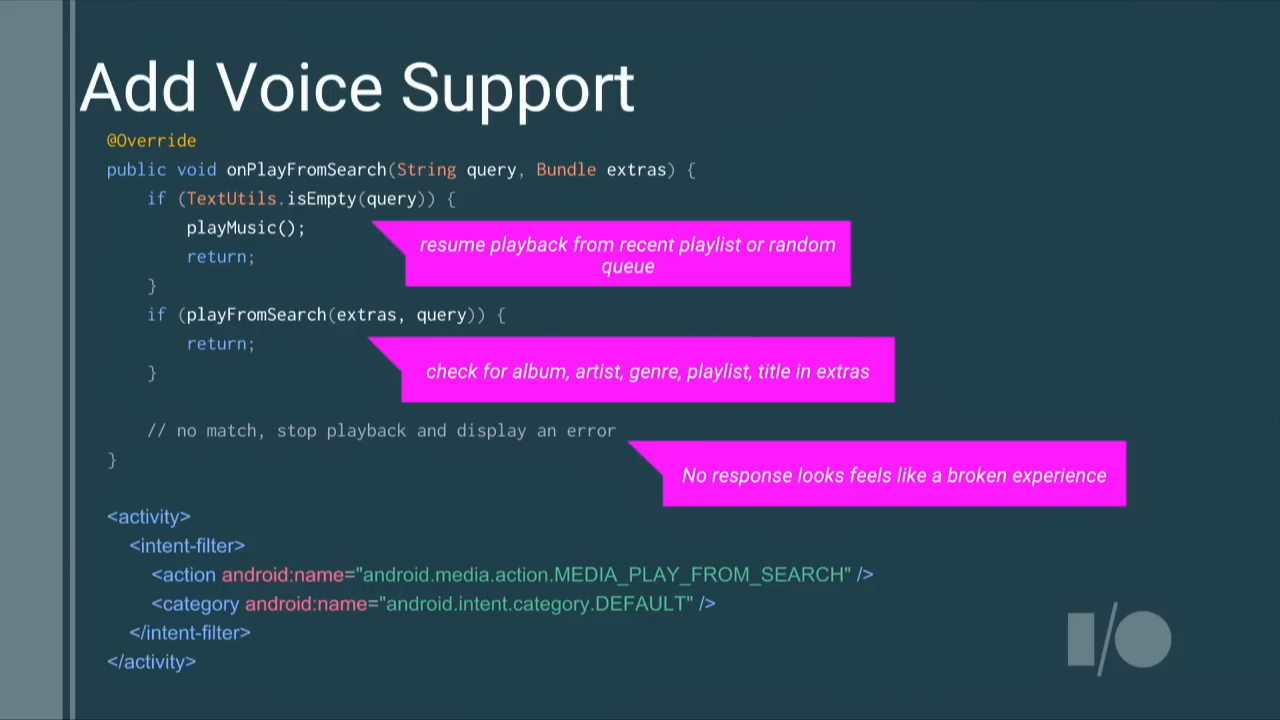 Add Voice Support
@Override
public void onPlayFromSearch(String query, Bundle extras) {
if (TextUtils.isEmpty(query)) {
playMusic();
resume playback from recent playlist or random
queue
return;
}
if (playFromSearch(extras, query)) {
return;
check for album, artist, genre, playlist, title in extras
}
// no match, stop playback and display an error
No response looks feels like a broken experience
}
<activity>
<intent-filter>
<action android:name="android.media.action.MEDIA_PLAY_FROM_SEARCH" />
<category android:name="android.intent.category.DEFAULT" />
</intent-filter>
</activity>
I/O